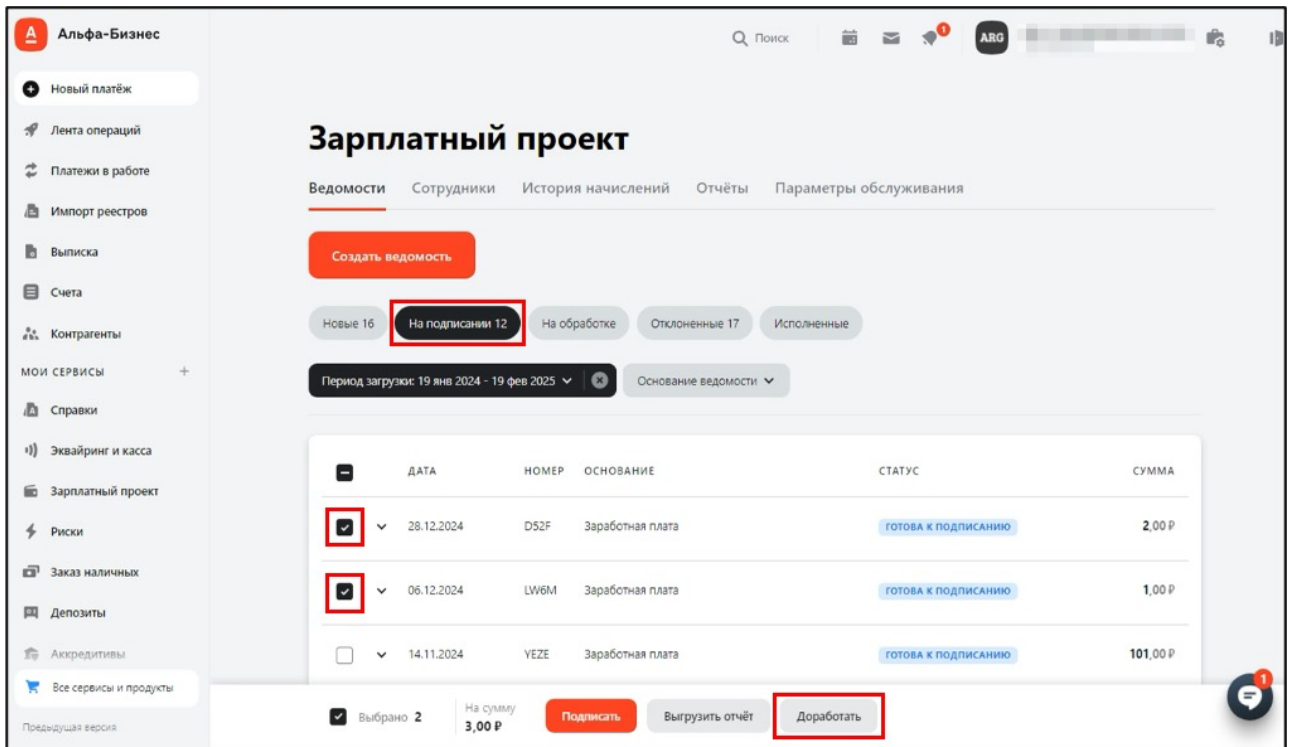 Альфа-Бизнес
Поиск
1
ARG
Новый платёж
Лента операций
Платежи в работе
Импорт реестров
Выписка
Счета
Контрагенты
МОИ СЕРВИСЫ +
Справки
Эквайринг и касса
Зарплатный проект
Риски
Заказ наличных
Депозиты
Аккредитивы
Все сервисы и продукты
Предыдущая версия
Зарплатный проект
Ведомости Сотрудники История начислений Отчёты Параметры обслуживания
Создать ведомость
Новые 16 На подписании 12 На обработке Отклоненные 17 Исполненные
Период загрузки: 19 янв 2024 - 19 фев 2025 Основание ведомости
ДАТА НОМЕР ОСНОВАНИЕ СТАТУС СУММА
28.12.2024 D52F Заработная плата ГОТОВА К ПОДПИСАНИЮ 2,00 ₽
06.12.2024 LW6M Заработная плата ГОТОВА К ПОДПИСАНИЮ 1,00 ₽
14.11.2024 YEZE Заработная плата ГОТОВА К ПОДПИСАНИЮ 101,00 ₽
Выбрано 2
На сумму
3,00 ₽
Подписать Выгрузить отчёт Доработать
1